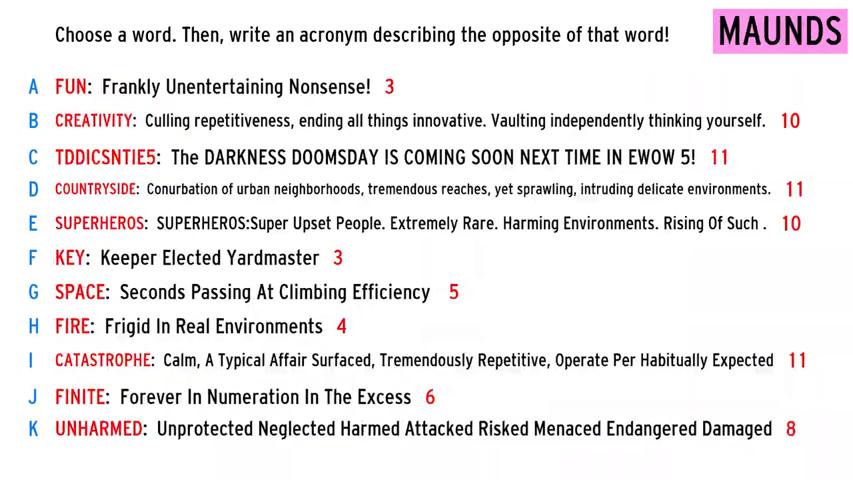 Choose a word. Then, write an acronym describing the opposite of that word!
MAUNDS
A FUN: Frankly Unentertaining Nonsense! 3
B CREATIVITY: Culling repetitiveness, ending all things innovative. Vaulting independently thinking yourself. 10
C TDDICSNTIE5: The DARKNESS DOOMSDAY IS COMING SOON NEXT TIME IN EWOW 5! 11
D COUNTRYSIDE: Conurbation of urban neighborhoods, tremendous reaches, yet sprawling, intruding delicate environments. 11
E SUPERHEROS: SUPERHEROS:Super Upset People. Extremely Rare. Harming Environments. Rising Of Such . 10
F KEY: Keeper Elected Yardmaster 3
G SPACE: Seconds Passing At Climbing Efficiency 5
H FIRE: Frigid In Real Environments 4
I CATASTROPHE: Calm, A Typical Affair Surfaced, Tremendously Repetitive, Operate Per Habitually Expected 11
J FINITE: Forever In Numeration In The Excess 6
K UNHARMED: Unprotected Neglected Harmed Attacked Risked Menaced Endangered Damaged 8